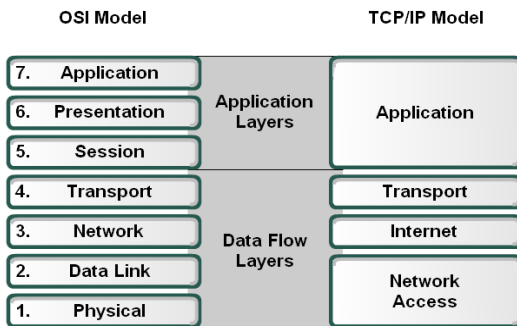 OSI Model
TCP/IP Model
7. Application
6. Presentation
5. Session
4. Transport
3. Network
2. Data Link
1. Physical
Application
Layers
Data Flow
Layers
Application
Transport
Internet
Network
Access